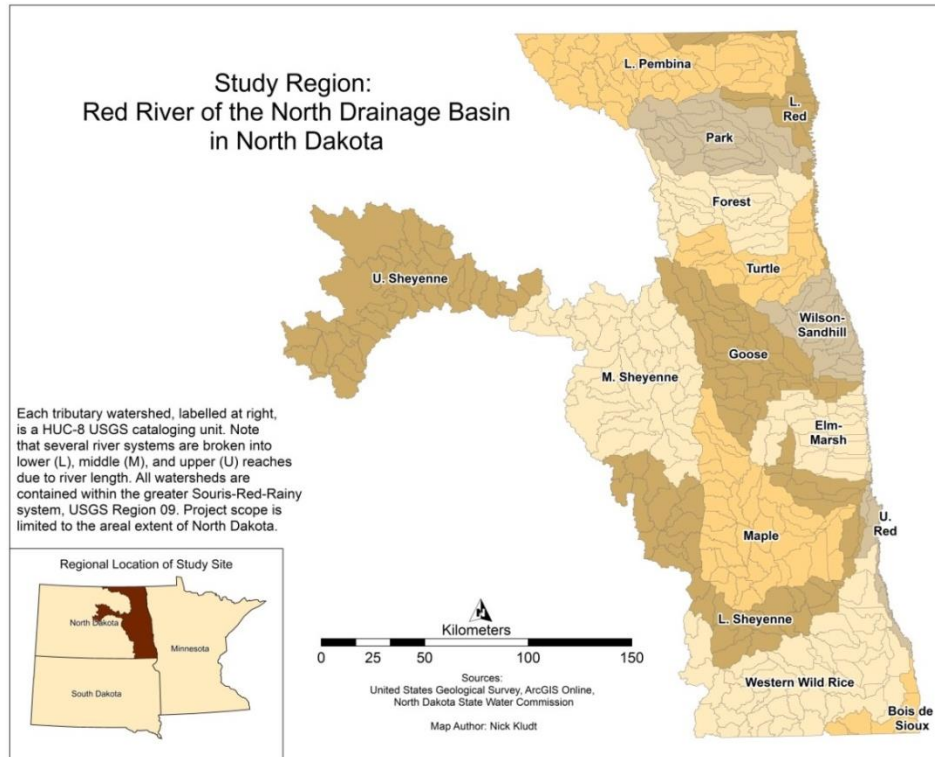 Study Region:
Red River of the North Drainage Basin
in North Dakota
L. Pembina
L.
Red
Park
Forest
Turtle
U. Sheyenne
Wilson-
Sandhill
Goose
M. Sheyenne
Elm-
Marsh
U.
Red
Maple
L. Sheyenne
Western Wild Rice
Bois de
Sioux
Each tributary watershed, labelled at right,
is a HUC-8 USGS cataloging unit. Note
that several river systems are broken into
lower (L), middle (M), and upper (U) reaches
due to river length. All watersheds are
contained within the greater Souris-Red-Rainy
system, USGS Region 09. Project scope is
limited to the areal extent of North Dakota.
Regional Location of Study Site
North Dakota
Minnesota
South Dakota
N
Kilometers
0 25 50 100 150
Sources:
United States Geological Survey, ArcGIS Online,
North Dakota State Water Commission
Map Author: Nick Kludt